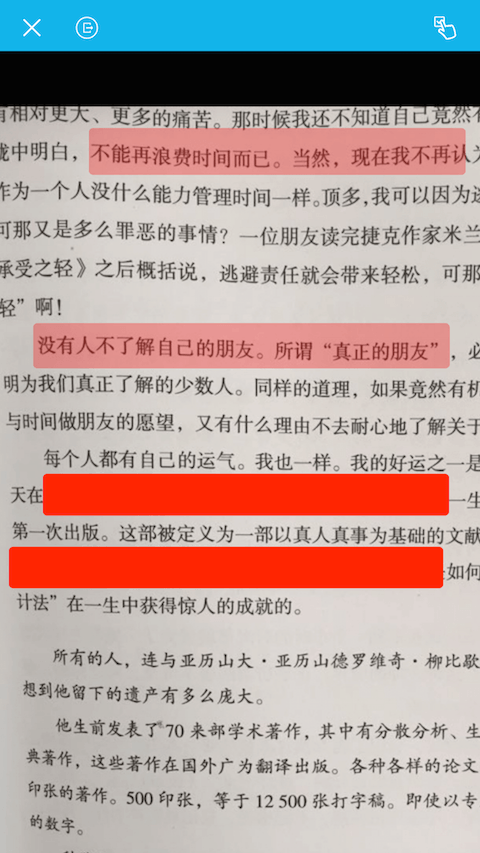 有相对更大、更多的痛苦。那时候我还不知道自己竟然有
中明白，不能再浪费时间而已。当然，现在我不再认为
作为一个人没什么能力管理时间一样。顶多，我可以因为
可那又是多么罪恶的事情？一位朋友读完捷克作家米兰
承受之轻》之后概括说，逃避责任就会带来轻松，可那
轻”啊！
没有人不了解自己的朋友。所谓“真正的朋友”，必
明为我们真正了解的少数人。同样的道理，如果竟然有机
与时间做朋友的愿望，又有什么理由不去耐心地了解关于
每个人都有自己的运气。我也一样。我的好运之一是
天在
一生
第一次出版。这部被定义为一部以真人真事为基础的文献
如何
计法”在一生中获得惊人的成就的。
所有的人，连与亚历山大·亚历山德罗维奇·柳比歇
想到他留下的遗产有多么庞大。
他生前发表了70来部学术著作，其中有分散分析、生
典著作，这些著作在国外广为翻译出版。各种各样的论文
印张的著作。500印张，等于12 500张打字稿。即使以专
的数字。